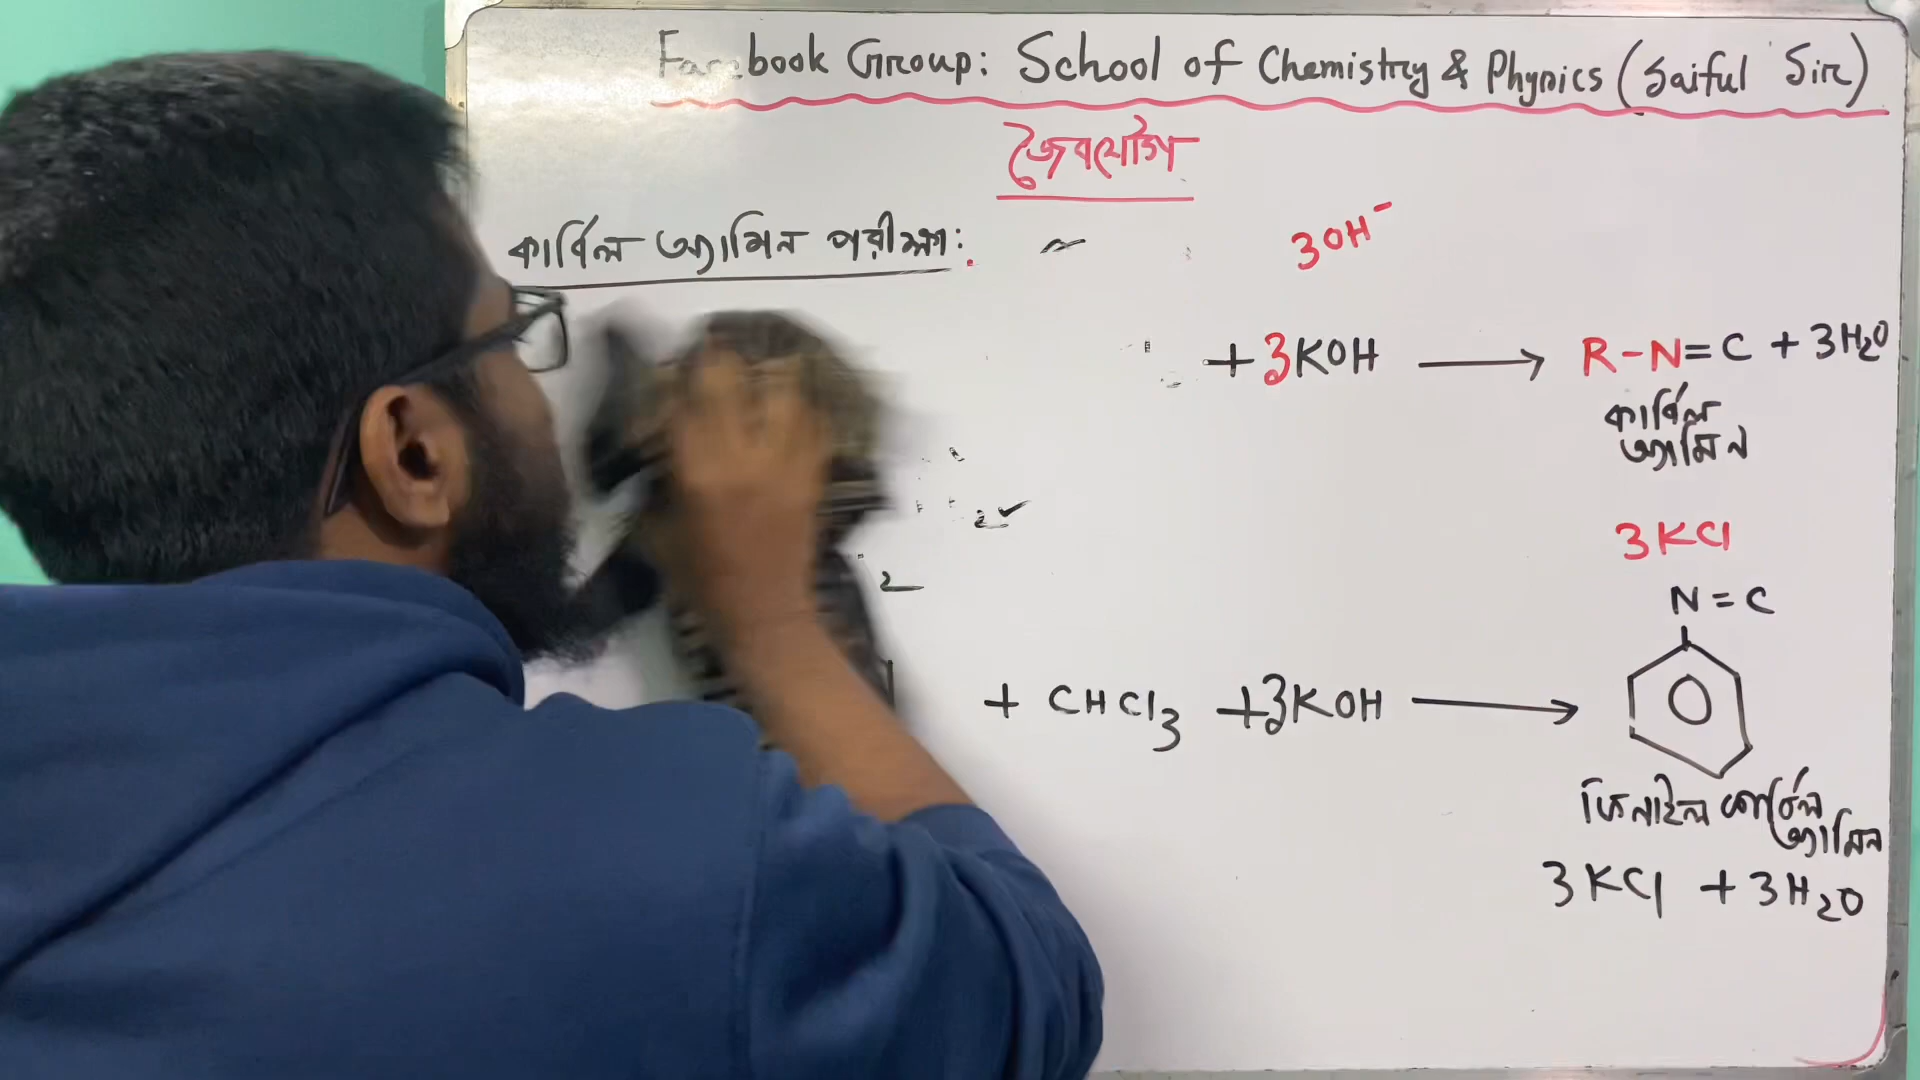 Facebook Group: School of Chemistry & Physics (Saiful Sir)
জৈবযৌগ
কার্বিল অ্যামিন পরীক্ষা:
3OH⁻
+ 3KOH ⟶ R-N=C + 3H₂O
কার্বিল
অ্যামিন
3KCl
N=C
+ CHCl₃ + 3KOH ⟶
ফিনাইল কার্বিল
অ্যামিন
3KCl + 3H₂O